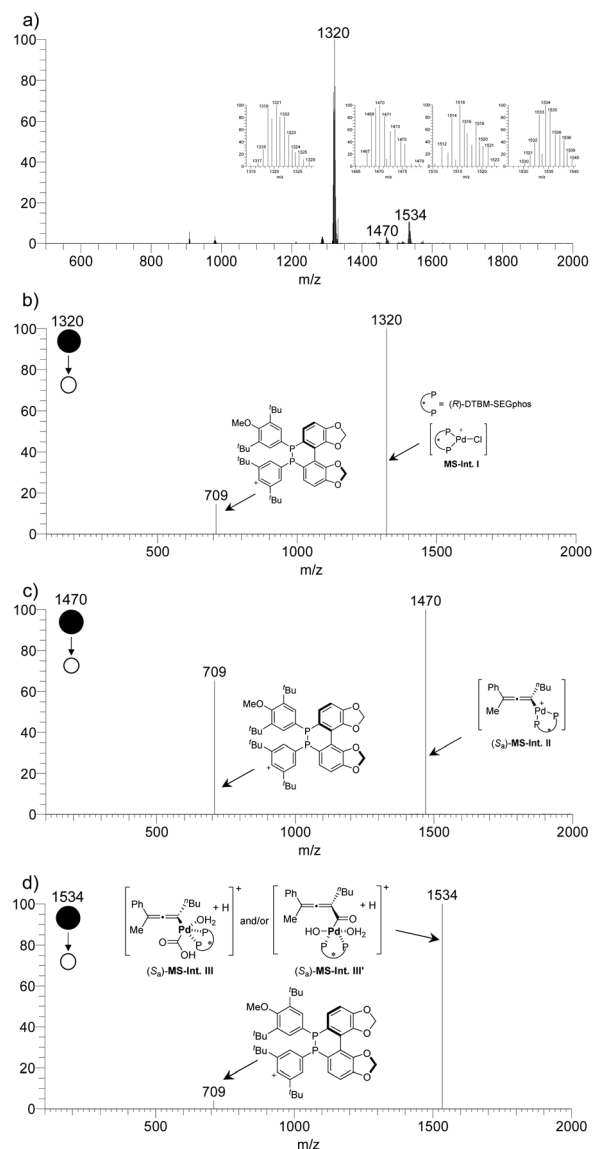 a)
1320
100
80
60
40
20
0
1470
1534
600
800
1000
1200
1400
1600
1800
2000
m/z
b)
1320
1320
100
80
60
40
20
0
MeO
tBu
tBu
tBu
tBu
P
P
O
O
O
O
+
709
P
* = (R)-DTBM-SEGphos
P
P + Pd-Cl
P
MS-Int. I
500
1000
1500
2000
m/z
c)
1470
1470
100
80
60
40
20
0
709
MeO
tBu
tBu
tBu
tBu
P
P
O
O
O
O
+
Ph
nBu
Me
Pd
+
P
P
*
(Sa)-MS-Int. II
500
1000
1500
2000
m/z
d)
1534
1534
100
80
60
40
20
0
Ph
nBu
Me
Pd
OH2
P
P
*
O
OH
+ H
+
(Sa)-MS-Int. III
and/or
Ph
nBu
Me
O
HO
Pd
OH2
P
P
*
+ H
+
(Sa)-MS-Int. III'
MeO
tBu
tBu
tBu
tBu
P
P
O
O
O
O
+
709
500
1000
1500
2000
m/z